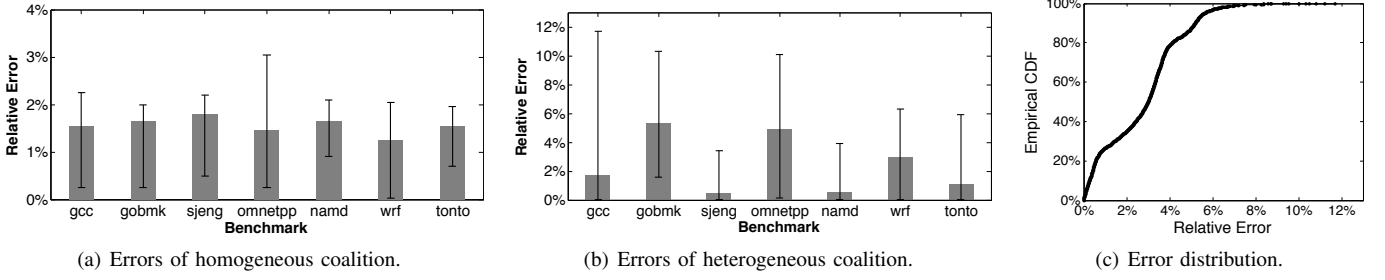 4%
3%
2%
1%
0%
Relative Error
gcc gobmk sjeng omnetpp namd wrf tonto
Benchmark
(a) Errors of homogeneous coalition.
12%
10%
8%
6%
4%
2%
0%
Relative Error
gcc gobmk sjeng omnetpp namd wrf tonto
Benchmark
(b) Errors of heterogeneous coalition.
100%
80%
60%
40%
20%
0%
Empirical CDF
0% 2% 4% 6% 8% 10% 12%
Relative Error
(c) Error distribution.